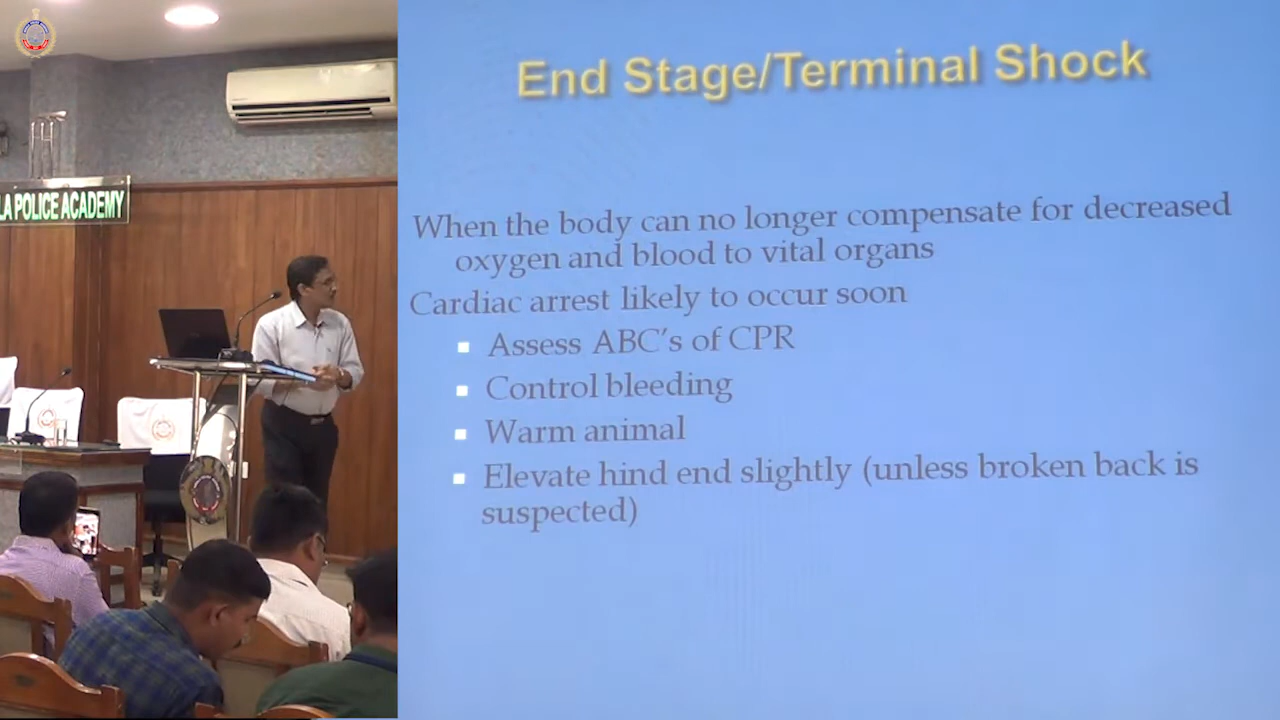 LA POLICE ACADEMY
End Stage/Terminal Shock
When the body can no longer compensate for decreased
oxygen and blood to vital organs
Cardiac arrest likely to occur soon
Assess ABC's of CPR
Control bleeding
Warm animal
Elevate hind end slightly (unless broken back is
suspected)